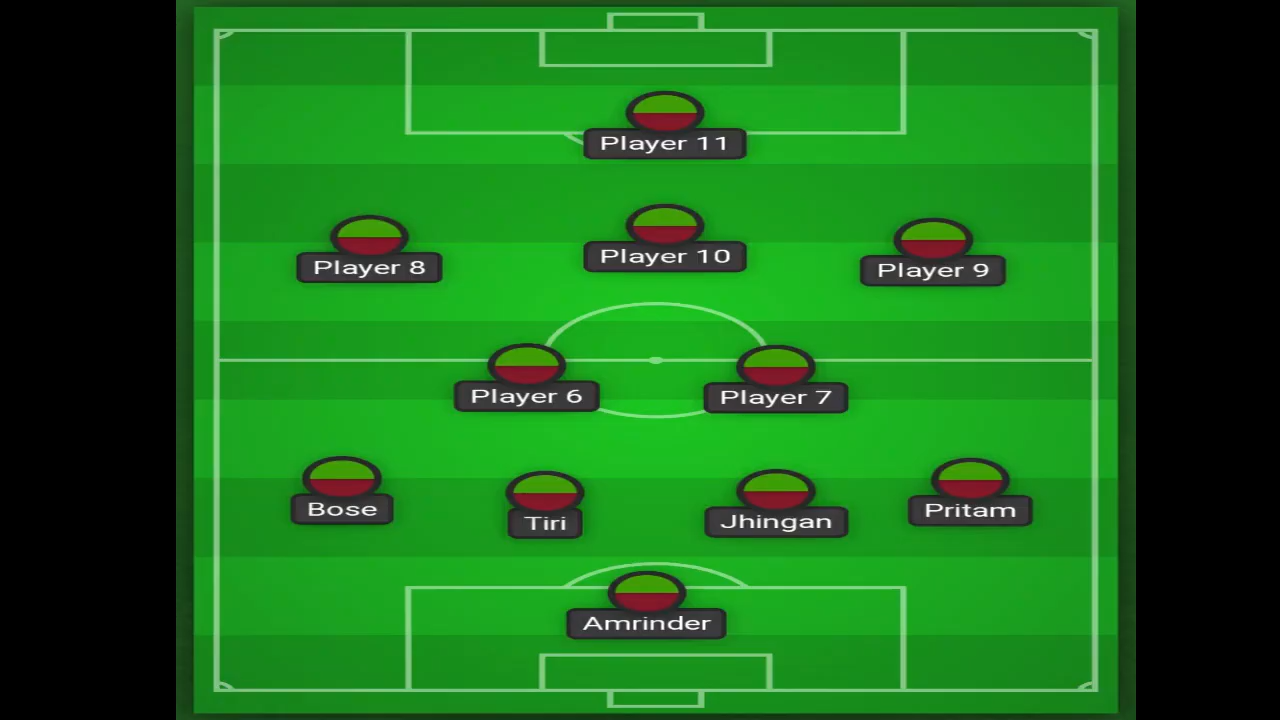 Player 11
Player 8
Player 10
Player 9
Player 6
Player 7
Bose
Tiri
Jhingan
Pritam
Amrinder